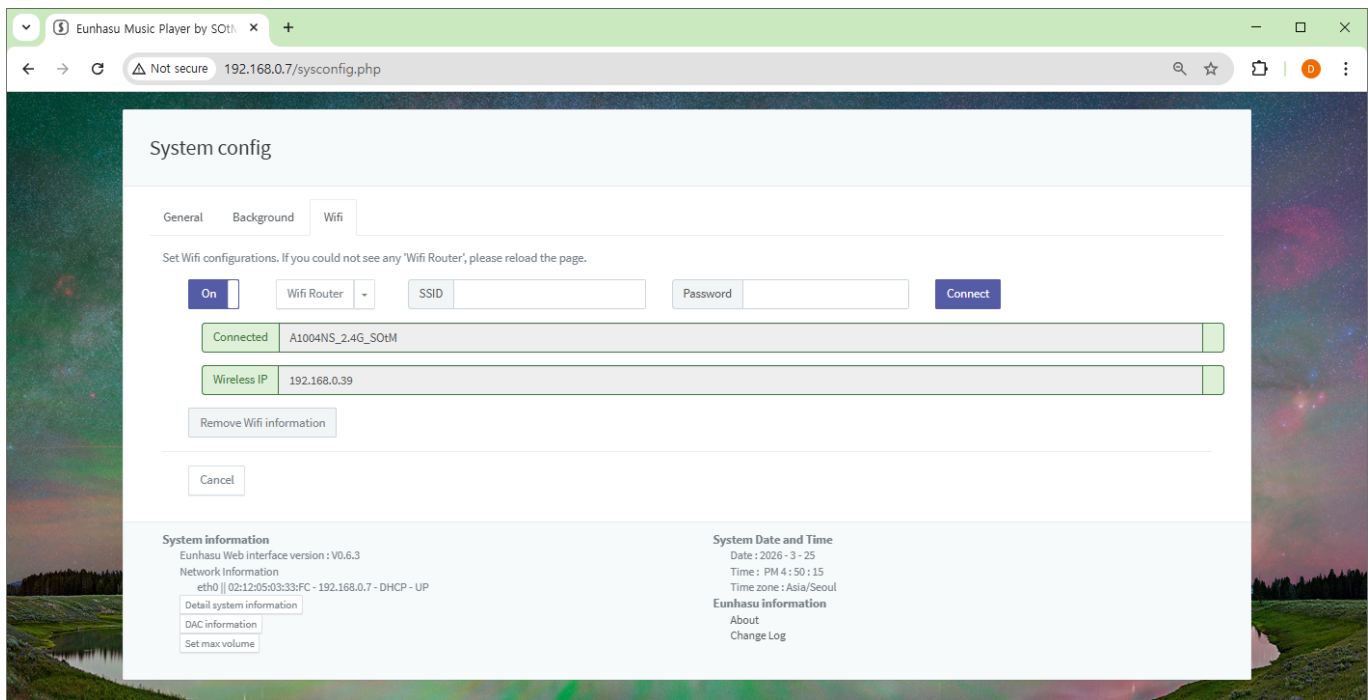 Eunhasu Music Player by SOtM
Not secure 192.168.0.7/sysconfig.php
D
System config
General Background Wifi
Set Wifi configurations. If you could not see any 'Wifi Router', please reload the page.
On Wifi Router SSID Password Connect
Connected A1004NS_2.4G_SOtM
Wireless IP 192.168.0.39
Remove Wifi information
Cancel
System information
Eunhasu Web interface version : V0.6.3
Network Information
eth0 || 02:12:05:03:33:FC - 192.168.0.7 - DHCP - UP
Detail system information
DAC information
Set max volume
System Date and Time
Date : 2026 - 3 - 25
Time : PM 4 : 50 : 15
Time zone : Asia/Seoul
Eunhasu information
About
Change Log